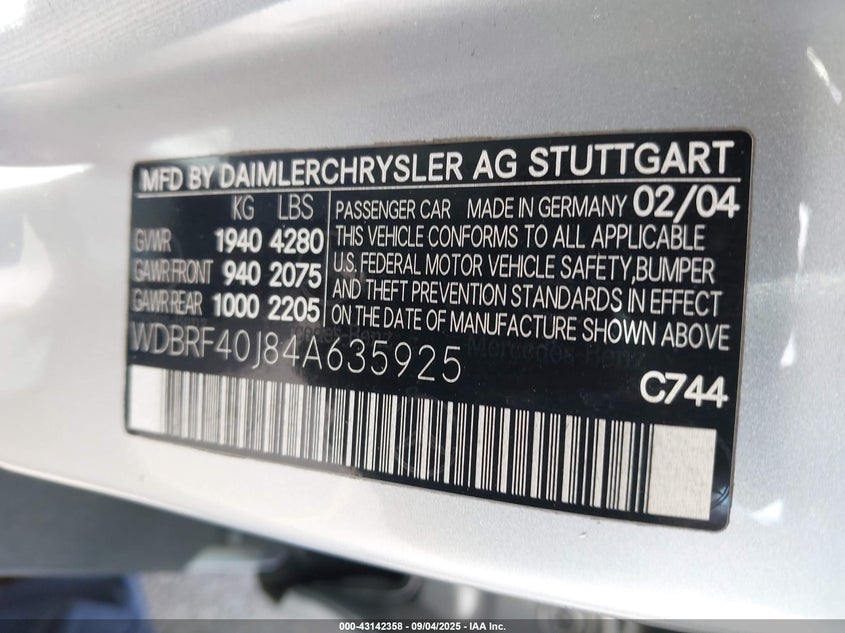 MFD BY DAIMLERCHRYSLER AG STUTTGART
KG LBS
GVWR 1940 4280
GAWR FRONT 940 2075
GAWR REAR 1000 2205
PASSENGER CAR MADE IN GERMANY 02/04
THIS VEHICLE CONFORMS TO ALL APPLICABLE
U.S. FEDERAL MOTOR VEHICLE SAFETY, BUMPER
AND THEFT PREVENTION STANDARDS IN EFFECT
ON THE DATE OF MANUFACTURE SHOWN ABOVE
WDBRF40J84A635925
Mercedes-Benz
C744
000-43142358 - 09/04/2025 - IAA Inc.